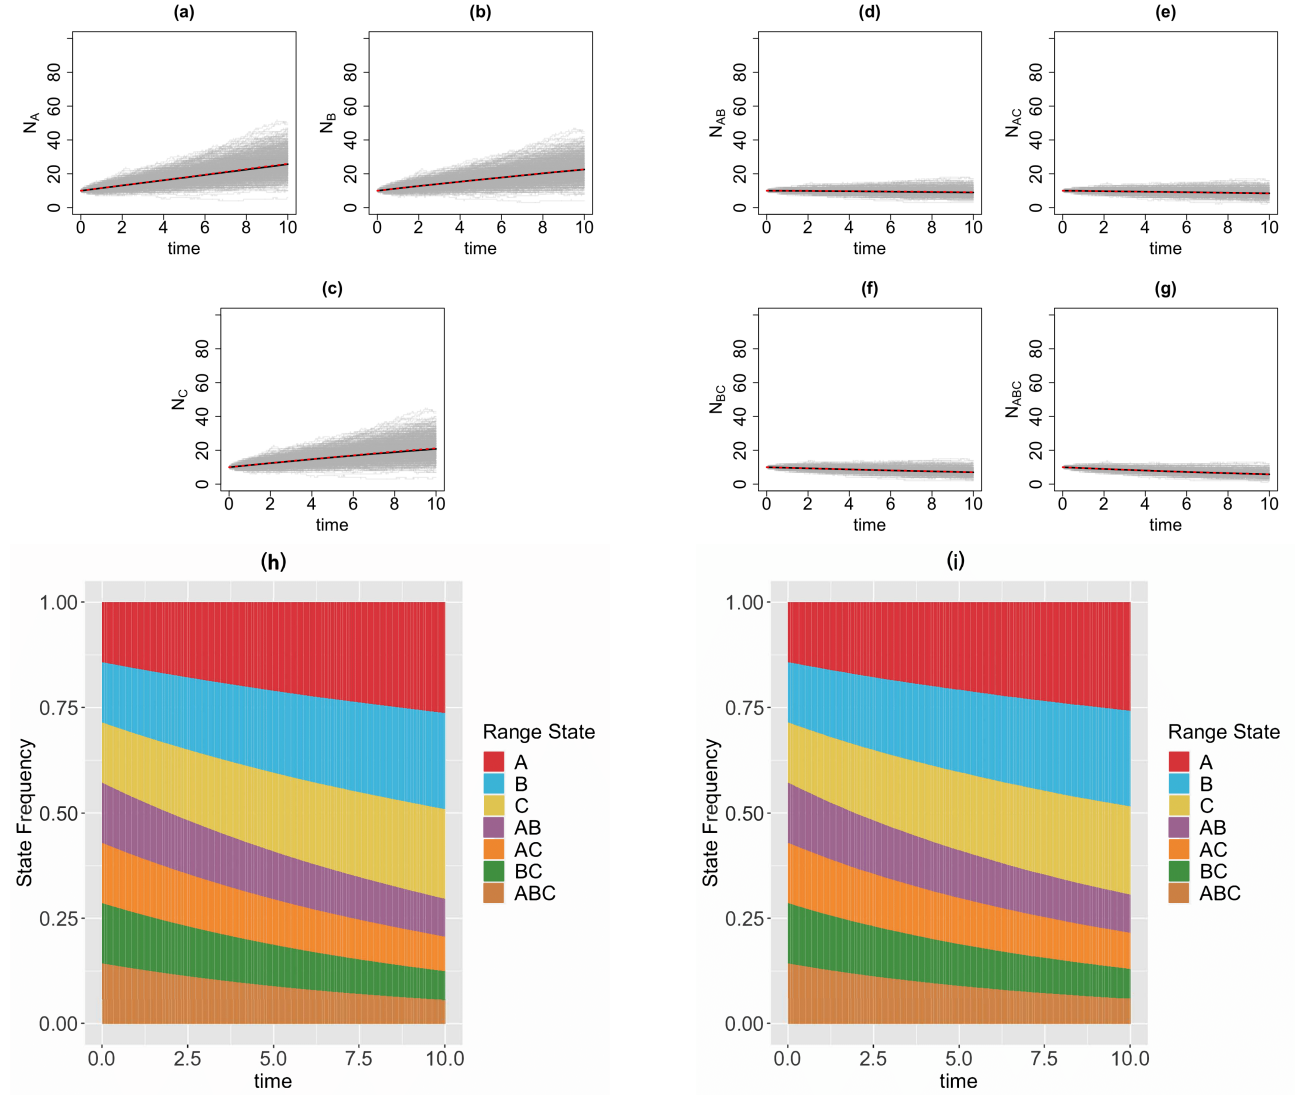 (a)
N_A
0 20 40 60 80
0 2 4 6 8 10
time
(b)
N_B
0 20 40 60 80
0 2 4 6 8 10
time
(d)
N_AB
0 20 40 60 80
0 2 4 6 8 10
time
(e)
N_AC
0 20 40 60 80
0 2 4 6 8 10
time
(c)
N_C
0 20 40 60 80
0 2 4 6 8 10
time
(f)
N_BC
0 20 40 60 80
0 2 4 6 8 10
time
(g)
N_ABC
0 20 40 60 80
0 2 4 6 8 10
time
(h)
State Frequency
1.00
0.75
0.50
0.25
0.00
0.0 2.5 5.0 7.5 10.0
time
Range State
A
B
C
AB
AC
BC
ABC
(i)
State Frequency
1.00
0.75
0.50
0.25
0.00
0.0 2.5 5.0 7.5 10.0
time
Range State
A
B
C
AB
AC
BC
ABC